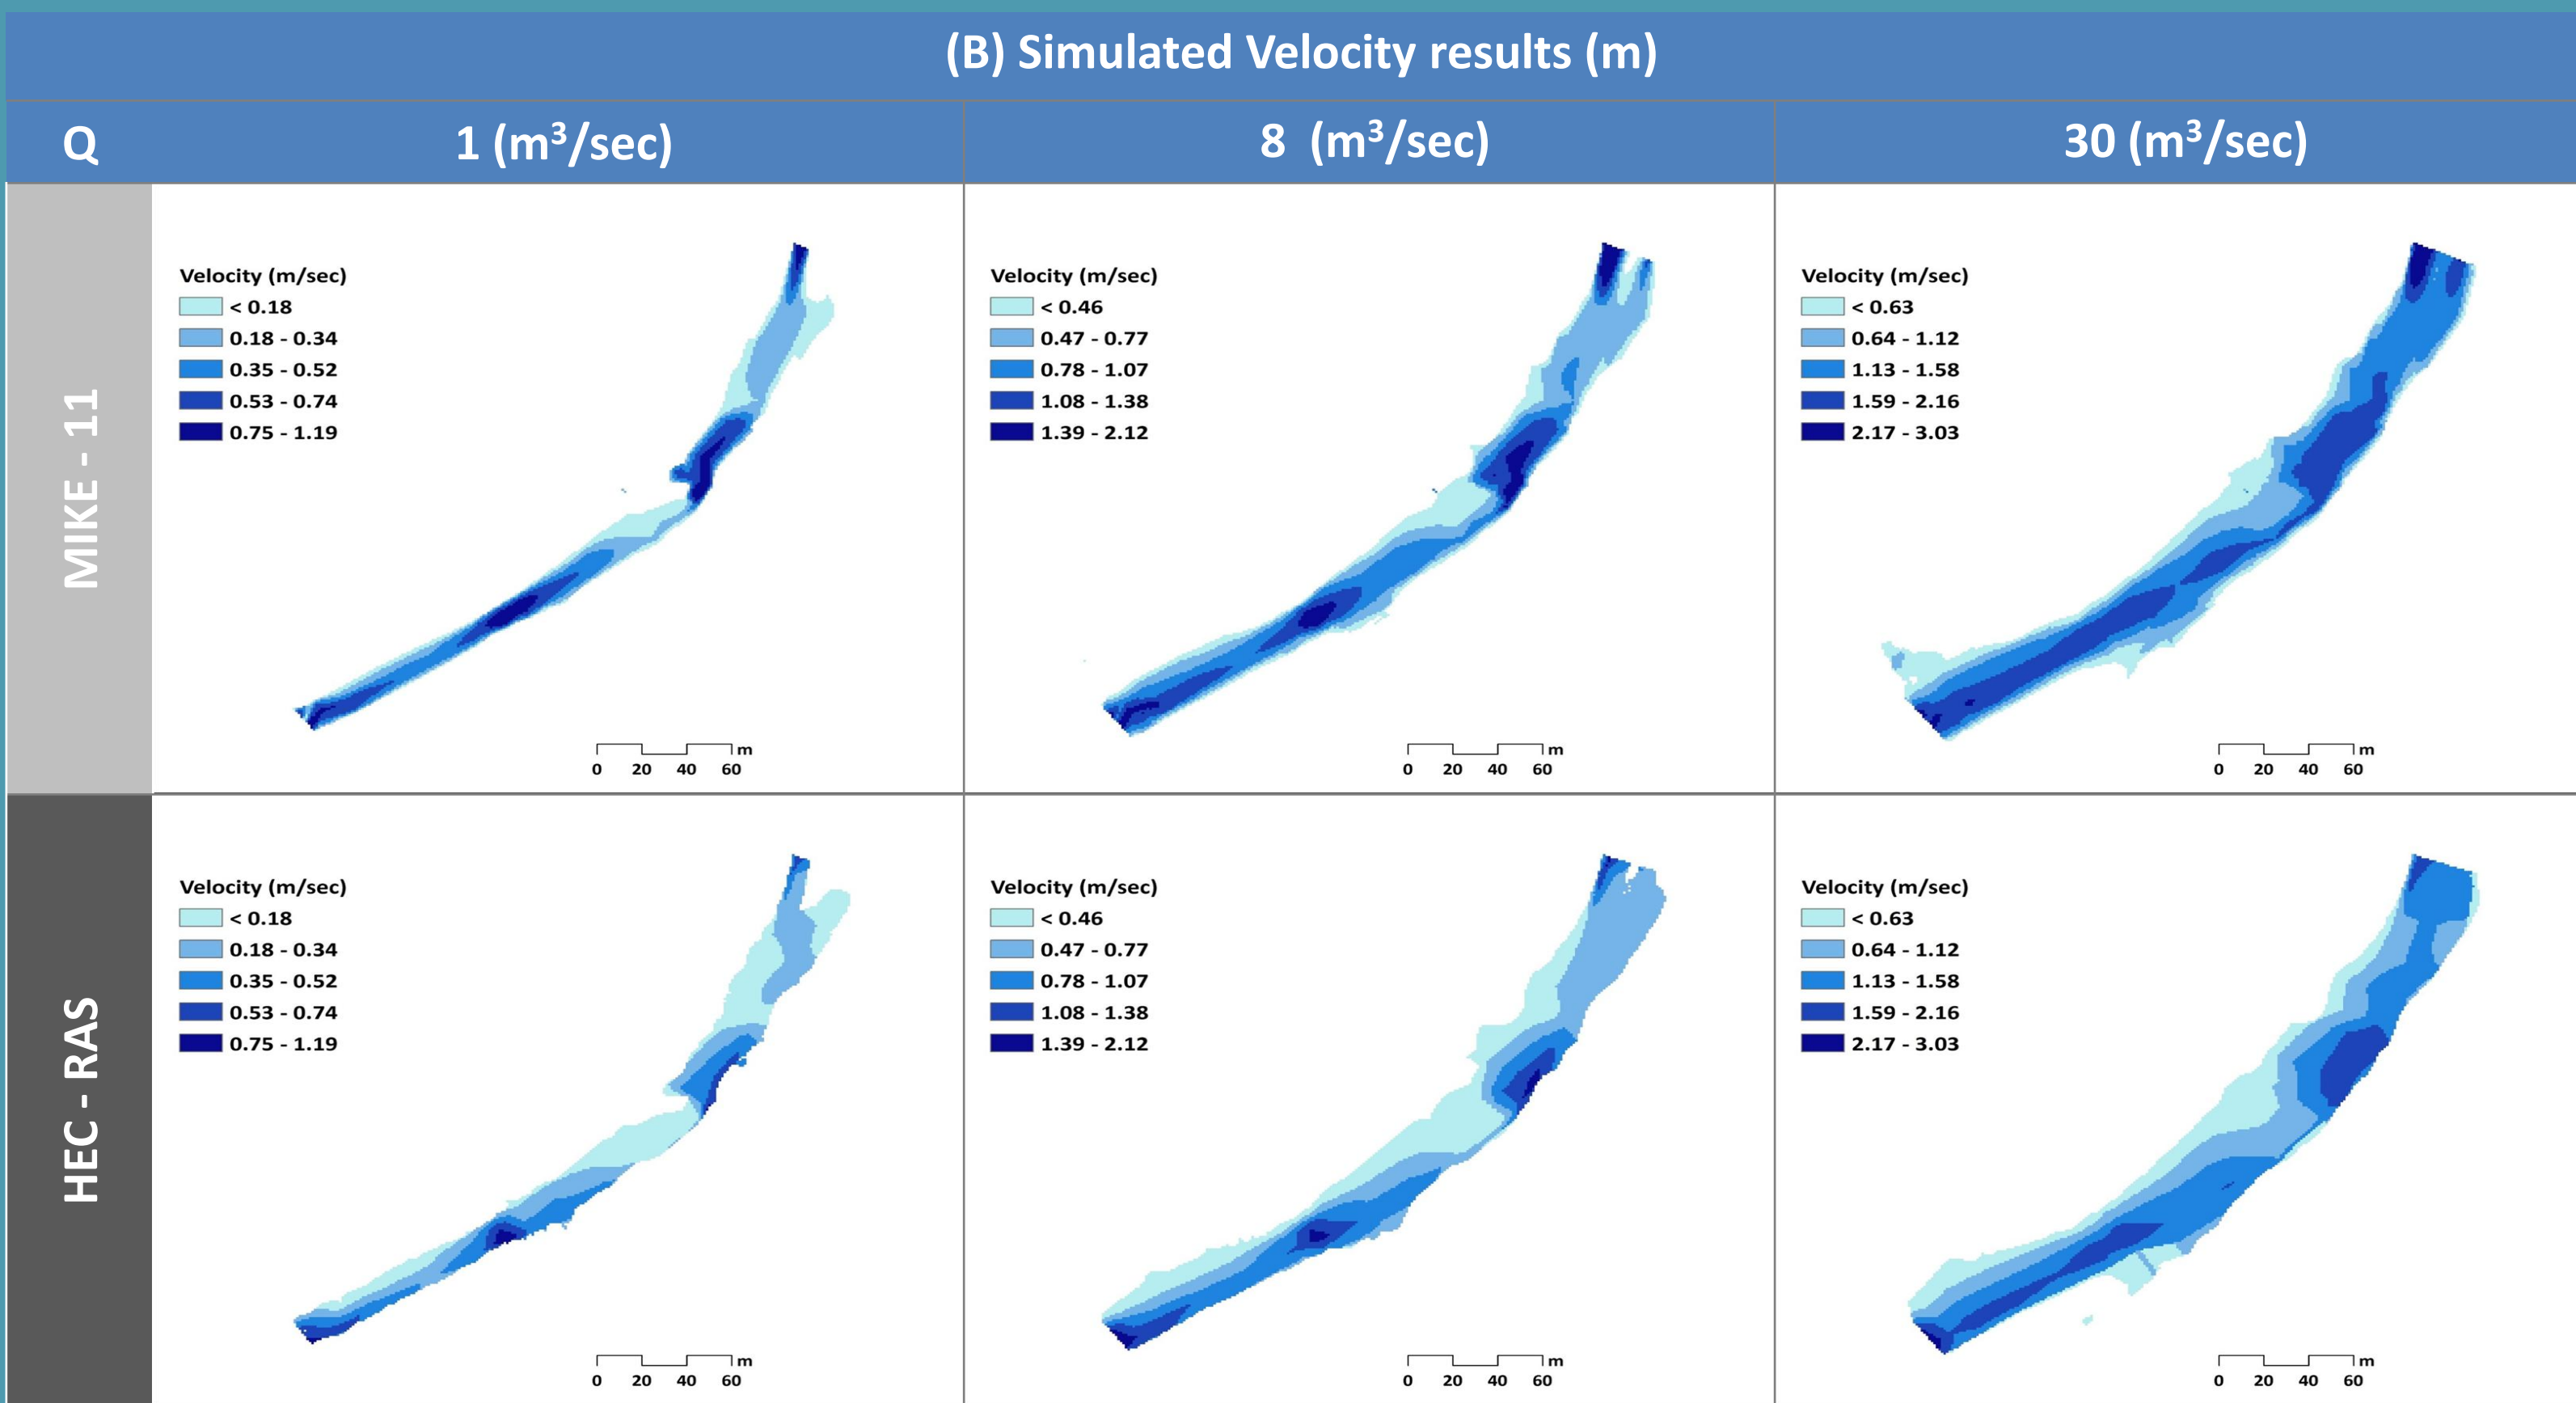 (B) Simulated Velocity results (m)
Q
1 (m³/sec)
8 (m³/sec)
30 (m³/sec)
MIKE - 11
Velocity (m/sec)
< 0.18
0.18 - 0.34
0.35 - 0.52
0.53 - 0.74
0.75 - 1.19
0 20 40 60 m
Velocity (m/sec)
< 0.46
0.47 - 0.77
0.78 - 1.07
1.08 - 1.38
1.39 - 2.12
0 20 40 60 m
Velocity (m/sec)
< 0.63
0.64 - 1.12
1.13 - 1.58
1.59 - 2.16
2.17 - 3.03
0 20 40 60 m
HEC - RAS
Velocity (m/sec)
< 0.18
0.18 - 0.34
0.35 - 0.52
0.53 - 0.74
0.75 - 1.19
0 20 40 60 m
Velocity (m/sec)
< 0.46
0.47 - 0.77
0.78 - 1.07
1.08 - 1.38
1.39 - 2.12
0 20 40 60 m
Velocity (m/sec)
< 0.63
0.64 - 1.12
1.13 - 1.58
1.59 - 2.16
2.17 - 3.03
0 20 40 60 m